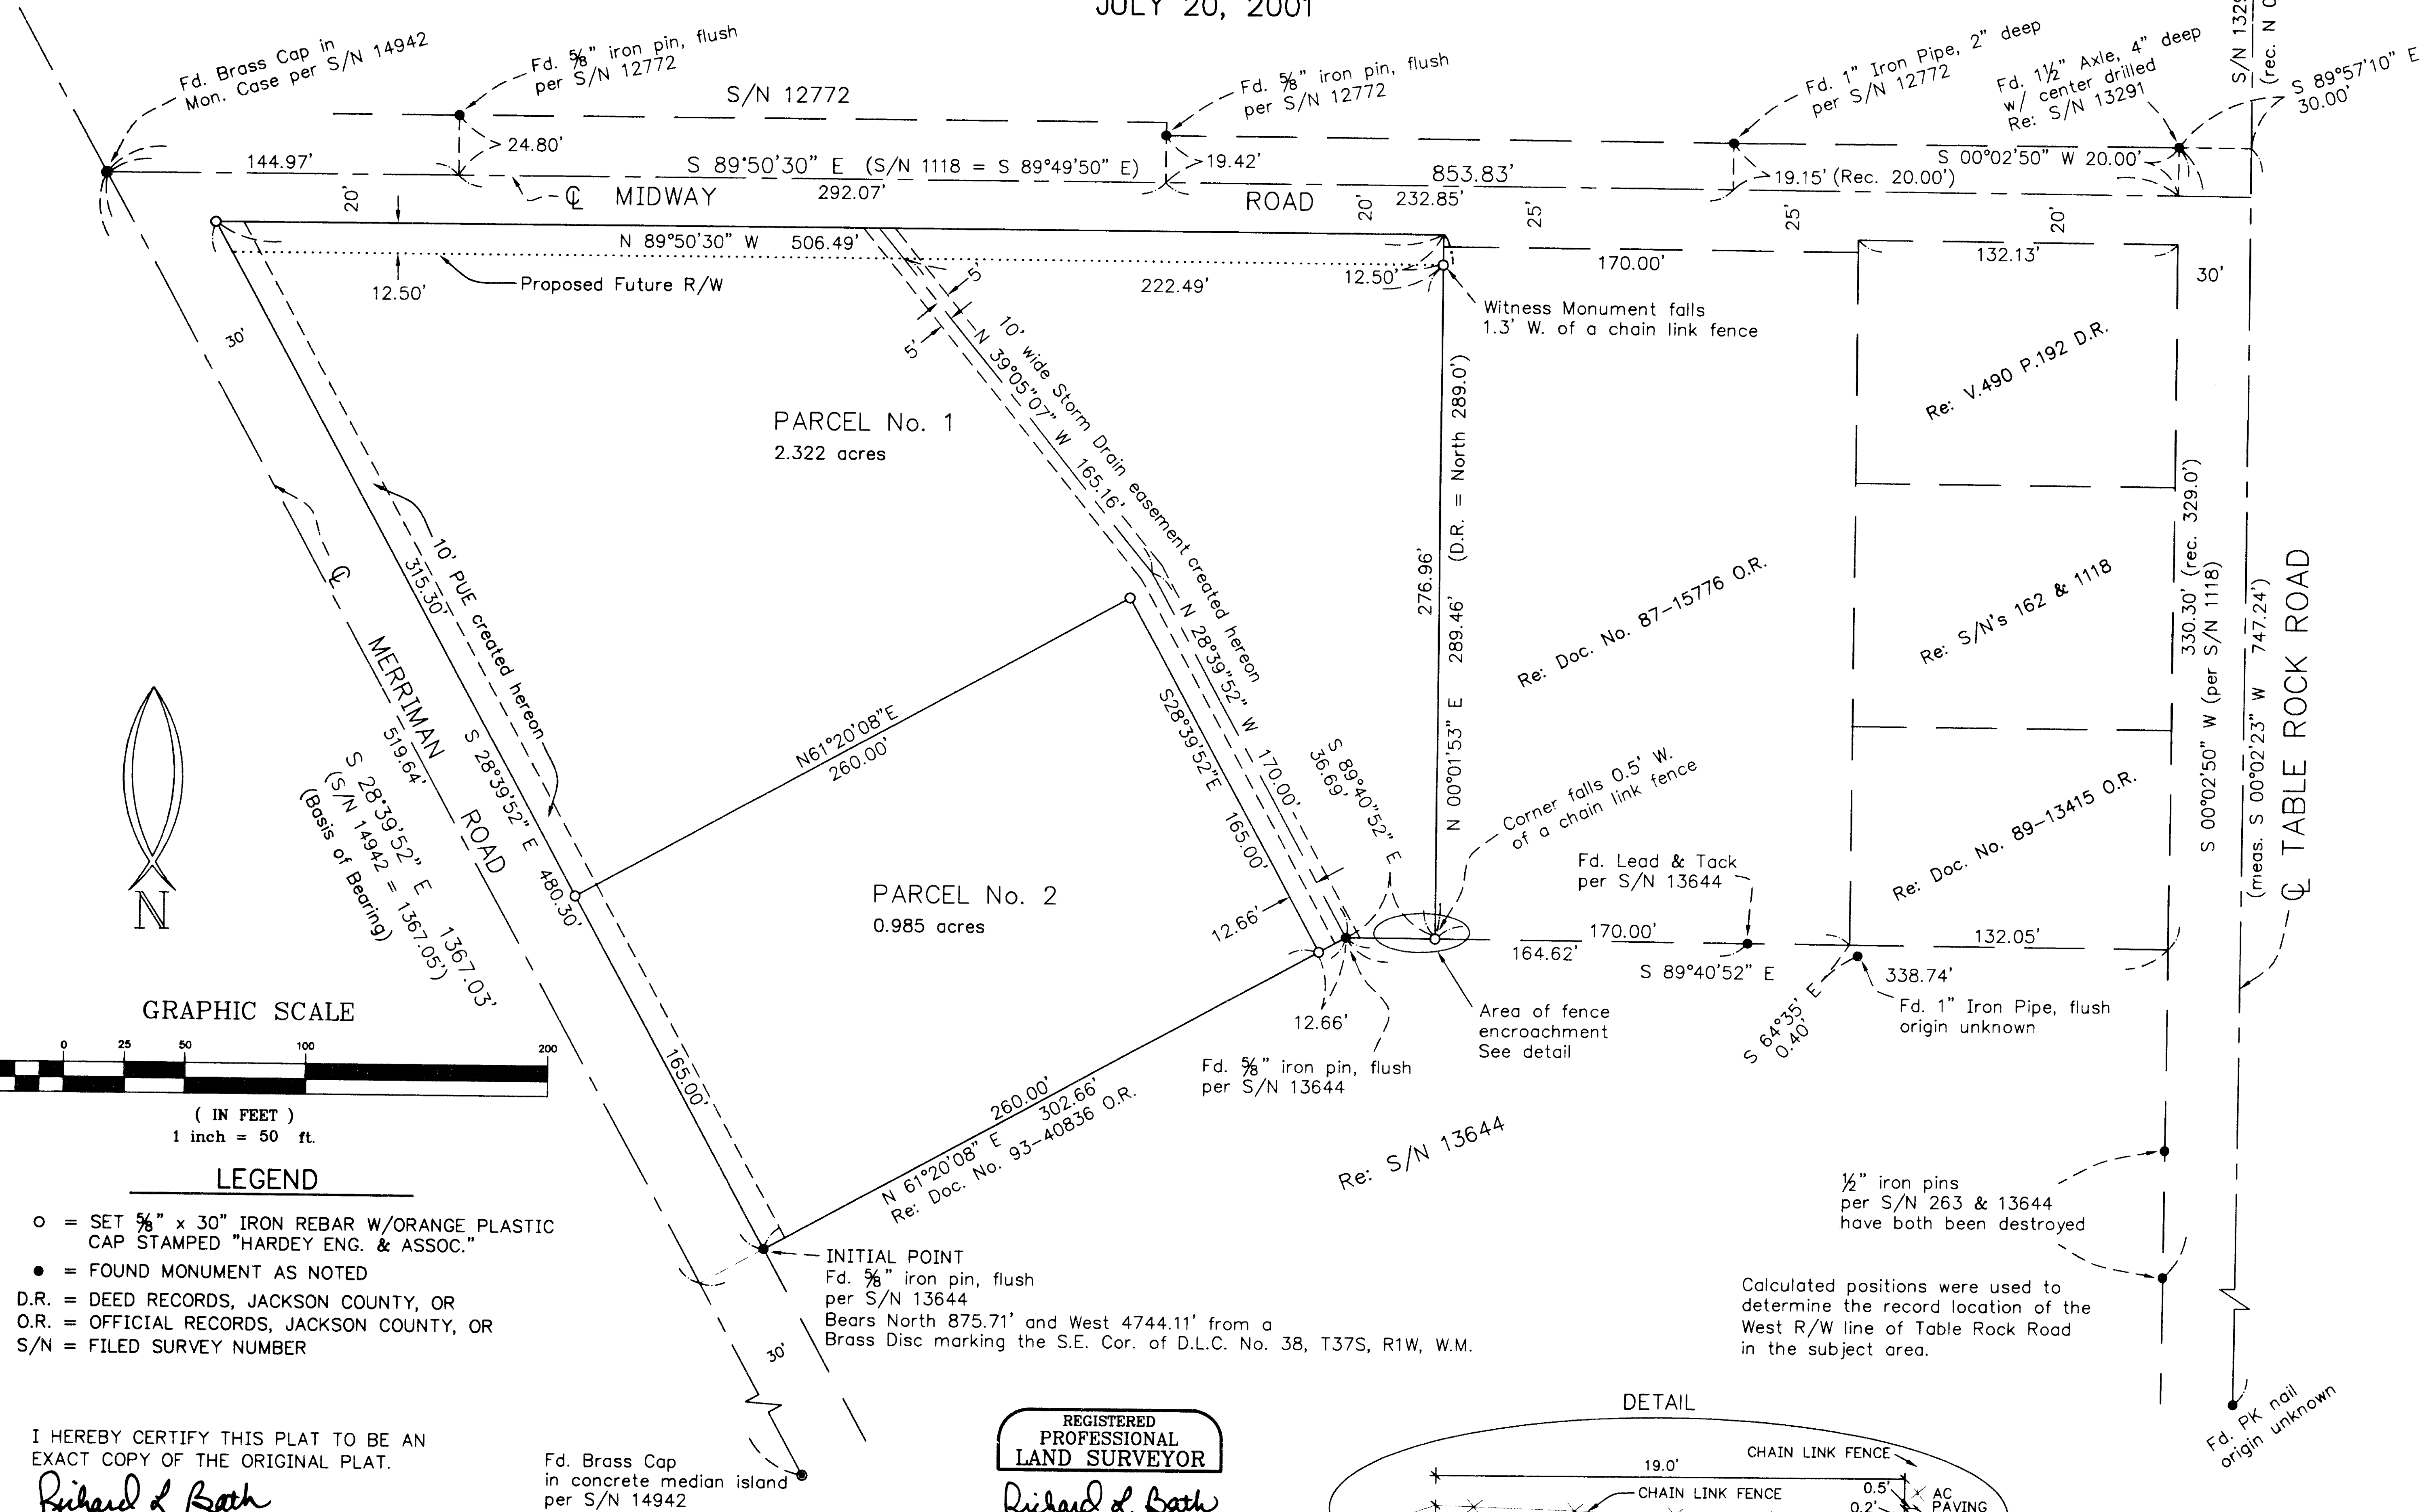 JULY 20, 2001
Fd. Brass Cap in
Mon. Case per S/N 14942
Fd. ⅝" iron pin, flush
per S/N 12772
S/N 12772
Fd. ⅝" iron pin, flush
per S/N 12772
Fd. 1" Iron Pipe, 2" deep
per S/N 12772
Fd. 1½" Axle, 4" deep
w/ center drilled
Re: S/N 13291
S 89°57'10" E
30.00'
144.97'
24.80'
S 89°50'30" E (S/N 1118 = S 89°49'50" E)
19.42'
853.83'
S 00°02'50" W 20.00'
19.15' (Rec. 20.00')
20'
℄ MIDWAY
292.07'
ROAD
20'
232.85'
25'
25'
20'
N 89°50'30" W 506.49'
12.50'
Proposed Future R/W
222.49'
12.50'
170.00'
132.13'
30'
5'
5'
Witness Monument falls
1.3' W. of a chain link fence
30'
10' wide Storm Drain easement created hereon
N 39°05'07" W 165.16'
N 28°39'52" W 170.00'
PARCEL No. 1
2.322 acres
276.96'
N 00°01'53" E 289.46' (D.R. = North 289.0')
Re: V.490 P.192 D.R.
Re: Doc. No. 87-15776 O.R.
Re: S/N's 162 & 1118
Re: Doc. No. 89-13415 O.R.
330.30' (rec. 329.0')
S 00°02'50" W (per S/N 1118)
(meas. S 00°02'23" W 747.24')
℄ TABLE ROCK ROAD
10' PUE created hereon
315.30'
S 28°39'52" E 480.30'
℄
MERRIMAN ROAD
519.64'
S 28°39'52" E 1367.03'
(S/N 14942 = 1367.05')
(Basis of Bearing)
N61°20'08"E
260.00'
S28°39'52"E 165.00'
S 89°40'52" E
36.69'
Corner falls 0.5' W.
of a chain link fence
PARCEL No. 2
0.985 acres
12.66'
Fd. Lead & Tack
per S/N 13644
170.00'
132.05'
164.62'
S 89°40'52" E
338.74'
12.66'
Area of fence
encroachment
See detail
S 64°35' E
0.40'
Fd. 1" Iron Pipe, flush
origin unknown
Fd. ⅝" iron pin, flush
per S/N 13644
165.00'
260.00'
N 61°20'08" E 302.66'
Re: Doc. No. 93-40836 O.R.
Re: S/N 13644
½" iron pins
per S/N 263 & 13644
have both been destroyed
N
GRAPHIC SCALE
0 25 50 100 200
( IN FEET )
1 inch = 50 ft.
LEGEND
○ = SET ⅝" x 30" IRON REBAR W/ORANGE PLASTIC
CAP STAMPED "HARDEY ENG. & ASSOC."
● = FOUND MONUMENT AS NOTED
D.R. = DEED RECORDS, JACKSON COUNTY, OR
O.R. = OFFICIAL RECORDS, JACKSON COUNTY, OR
S/N = FILED SURVEY NUMBER
INITIAL POINT
Fd. ⅝" iron pin, flush
per S/N 13644
Bears North 875.71' and West 4744.11' from a
Brass Disc marking the S.E. Cor. of D.L.C. No. 38, T37S, R1W, W.M.
30'
Calculated positions were used to
determine the record location of the
West R/W line of Table Rock Road
in the subject area.
Fd. PK nail
origin unknown
I HEREBY CERTIFY THIS PLAT TO BE AN
EXACT COPY OF THE ORIGINAL PLAT.
Richard L Bath
Fd. Brass Cap
in concrete median island
per S/N 14942
REGISTERED
PROFESSIONAL
LAND SURVEYOR
Richard L. Bath
DETAIL
CHAIN LINK FENCE
19.0'
CHAIN LINK FENCE
0.5'
0.2'
AC
PAVING